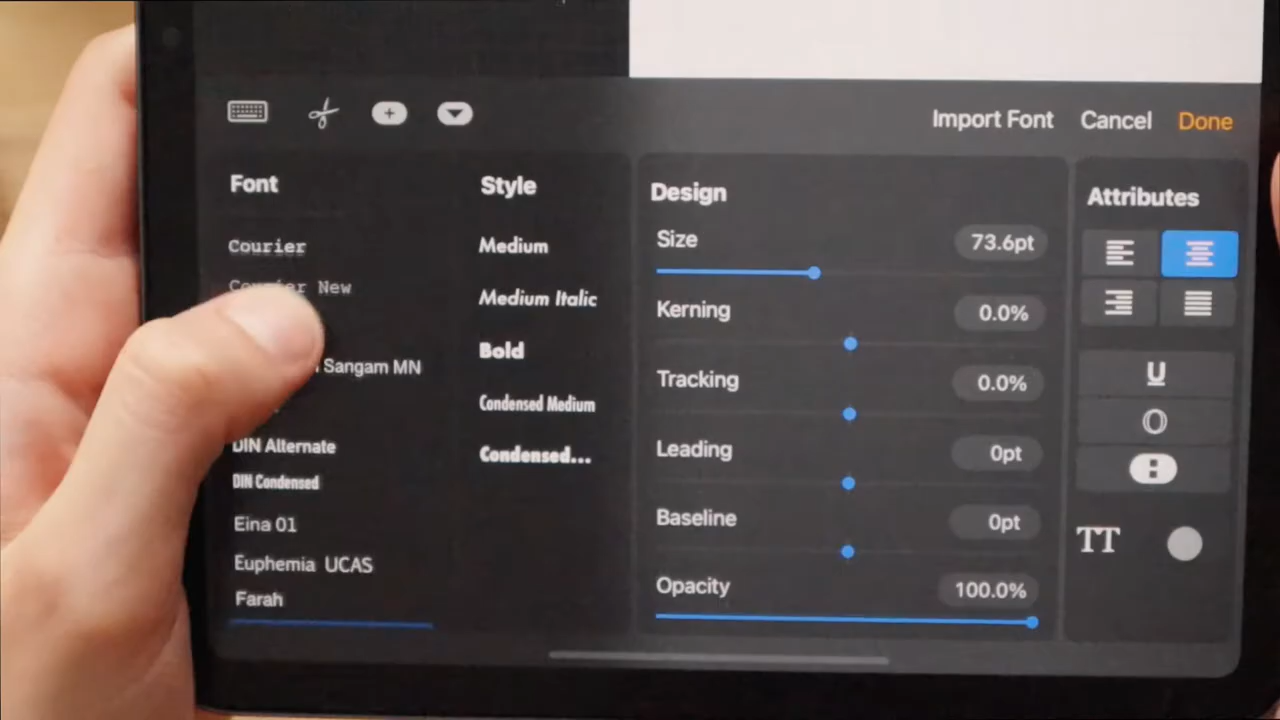 Import Font Cancel Done
Font
Courier
Courier New
Sangam MN
DIN Alternate
DIN Condensed
Eina 01
Euphemia UCAS
Farah
Style
Medium
Medium Italic
Bold
Condensed Medium
Condensed...
Design
Size 73.6pt
Kerning 0.0%
Tracking 0.0%
Leading 0pt
Baseline 0pt
Opacity 100.0%
Attributes
U
O
TT